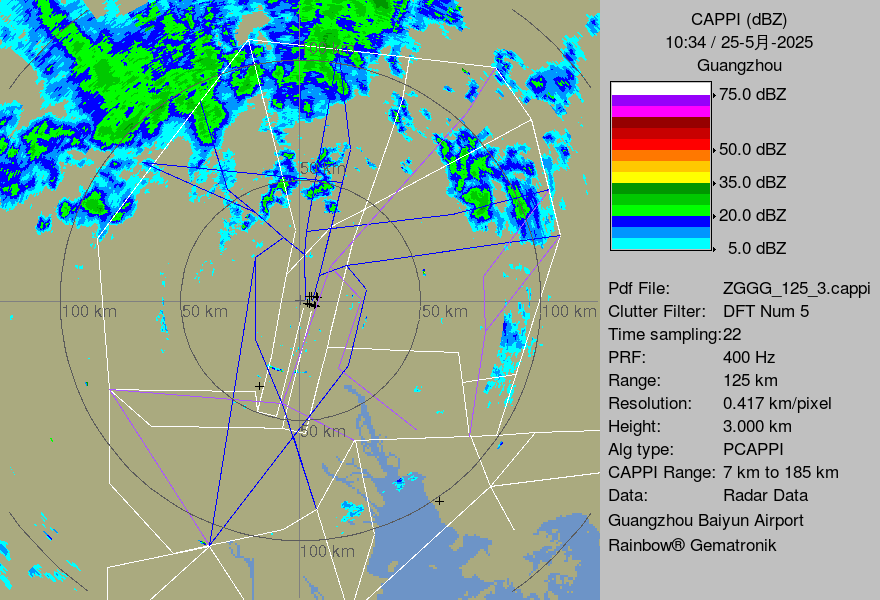 CAPPI (dBZ)
10:34 / 25-5月-2025
Guangzhou
75.0 dBZ
50.0 dBZ
35.0 dBZ
20.0 dBZ
5.0 dBZ
Pdf File: ZGGG_125_3.cappi
Clutter Filter: DFT Num 5
Time sampling:22
PRF: 400 Hz
Range: 125 km
Resolution: 0.417 km/pixel
Height: 3.000 km
Alg type: PCAPPI
CAPPI Range: 7 km to 185 km
Data: Radar Data
Guangzhou Baiyun Airport
Rainbow® Gematronik
50 km
100 km
50 km
50 km
100 km
50 km
100 km